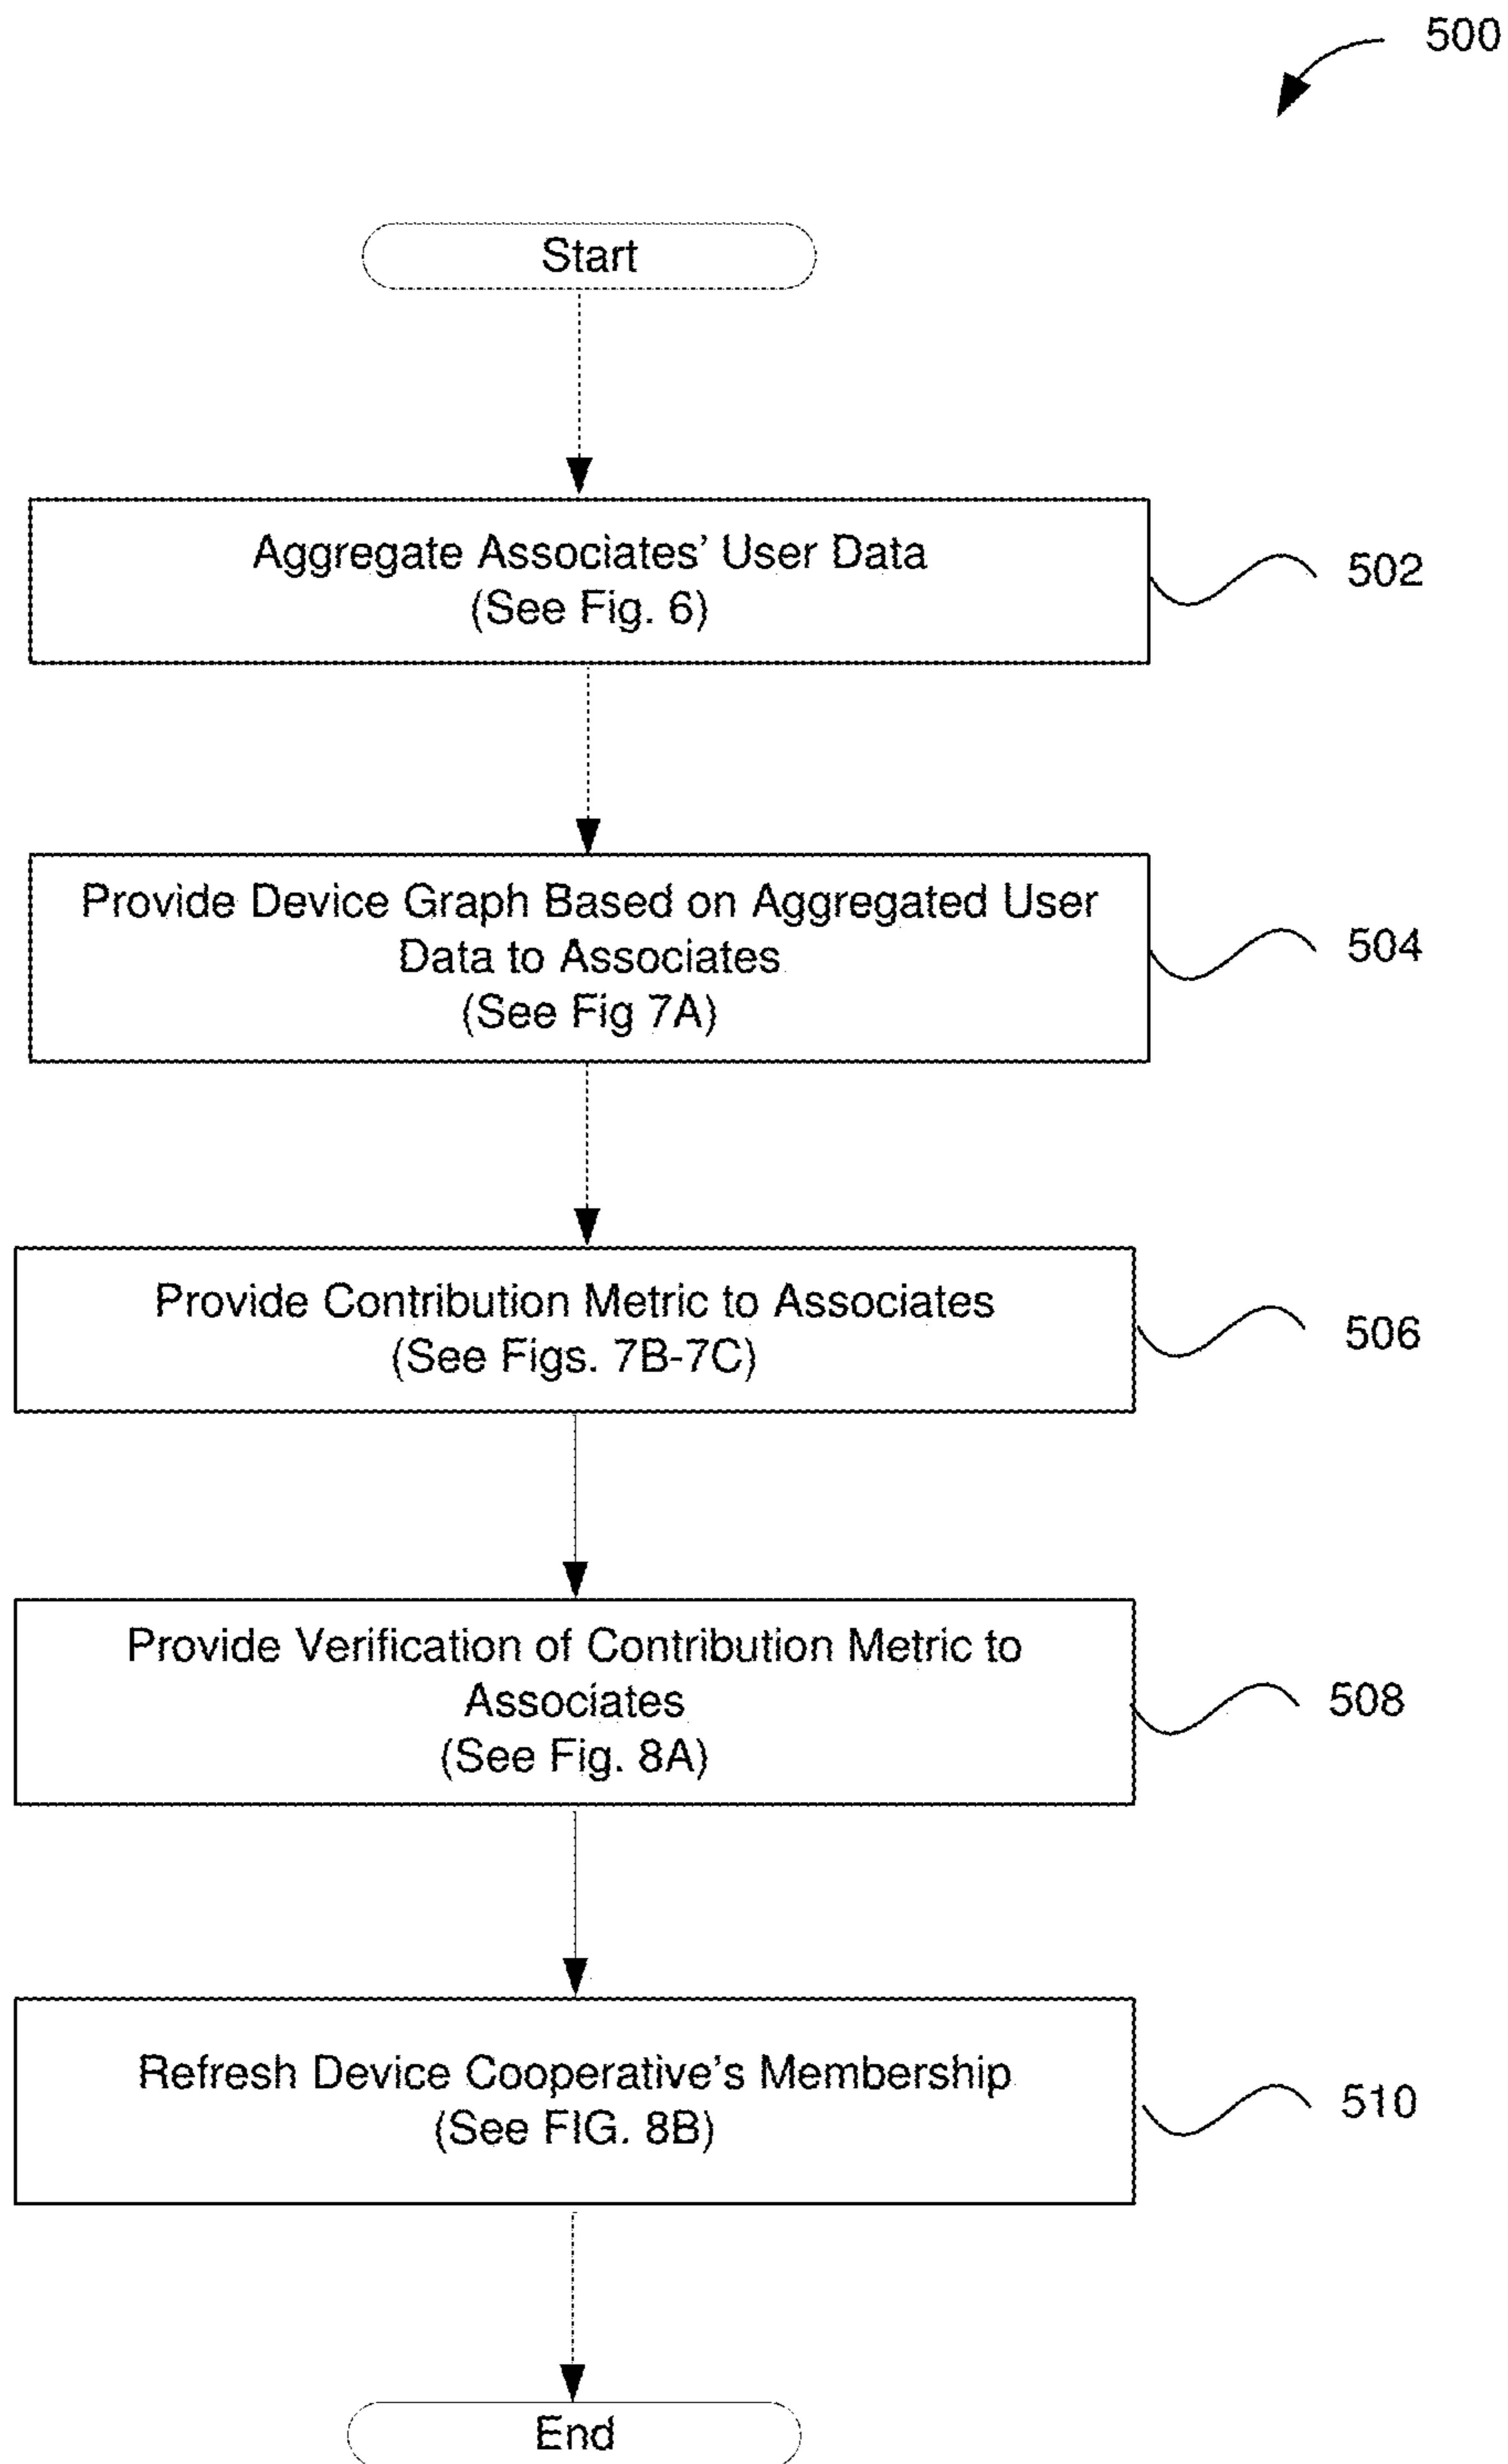 500
Start
Aggregate Associates' User Data
(See Fig. 6)
502
Provide Device Graph Based on Aggregated User
Data to Associates
(See Fig 7A)
504
Provide Contribution Metric to Associates
(See Figs. 7B-7C)
506
Provide Verification of Contribution Metric to
Associates
(See Fig. 8A)
508
Refresh Device Cooperative's Membership
(See FIG. 8B)
510
End